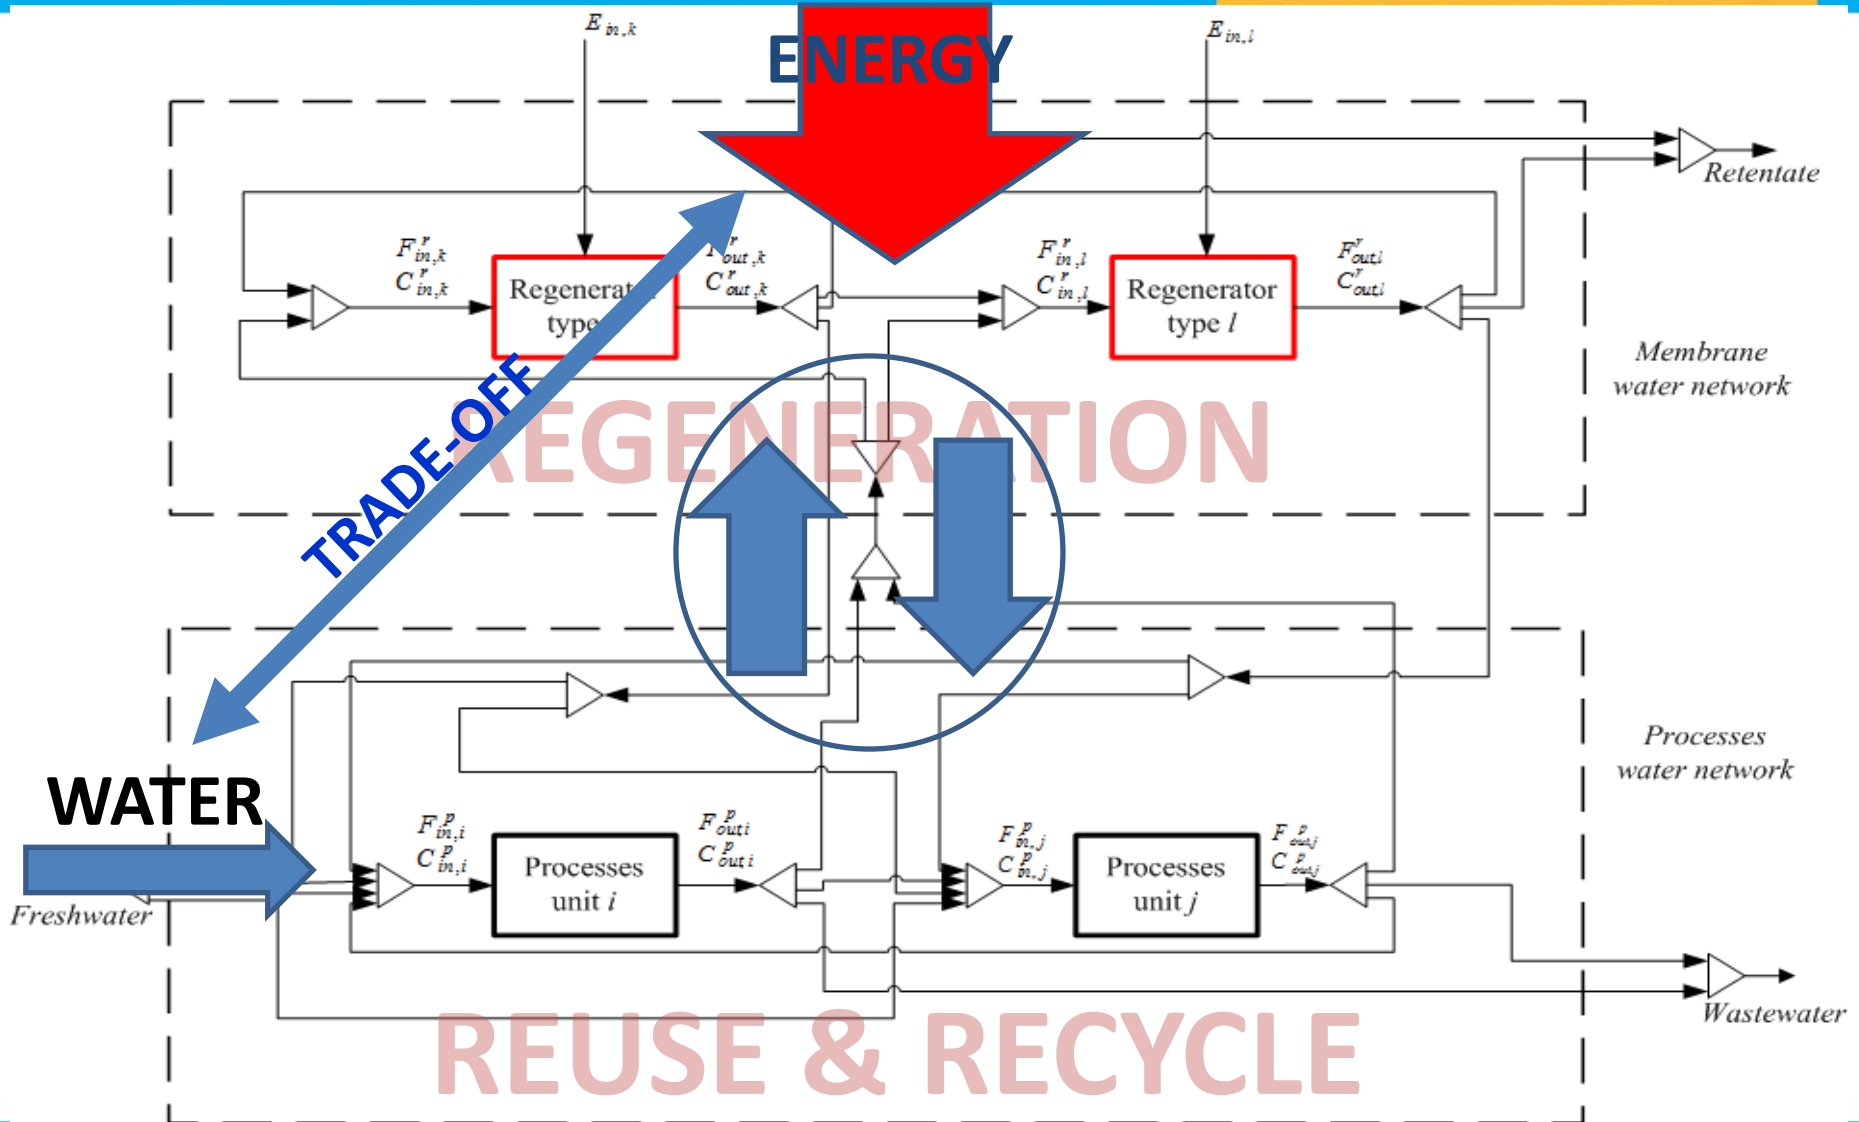 E in,k
ENERGY
E in,l
Retentate
F^r in,k
C^r in,k
Regenerat
type
F^r out,k
C^r out,k
F^r in,l
C^r in,l
Regenerator
type l
F^r out,l
C^r out,l
Membrane
water network
TRADE-OFF
REGENERATION
Processes
water network
WATER
F^p in,i
C^p in,i
Processes
unit i
F^p out,i
C^p out,i
F^p in,j
C^p in,j
Processes
unit j
F^p out,j
C^p out,j
Freshwater
Wastewater
REUSE & RECYCLE